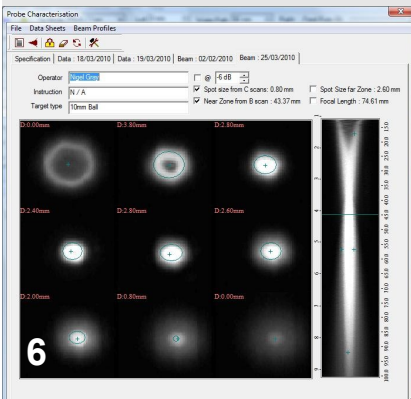 Probe Characterisation
File Data Sheets Beam Profiles
Specification Data : 18/03/2010 Data : 19/03/2010 Beam : 02/02/2010 Beam : 25/03/2010
Operator Nigel Gray @ -6 dB
Instruction N / A Spot size from C scans: 0.80 mm Spot Size far Zone : 2.60 mm
Target type 10mm Ball Near Zone from B scan : 43.37 mm Focal Length : 74.61 mm
D:0.00mm D:3.80mm D:2.80mm
D:2.40mm D:2.80mm D:2.60mm
D:2.00mm D:0.80mm D:0.00mm
6